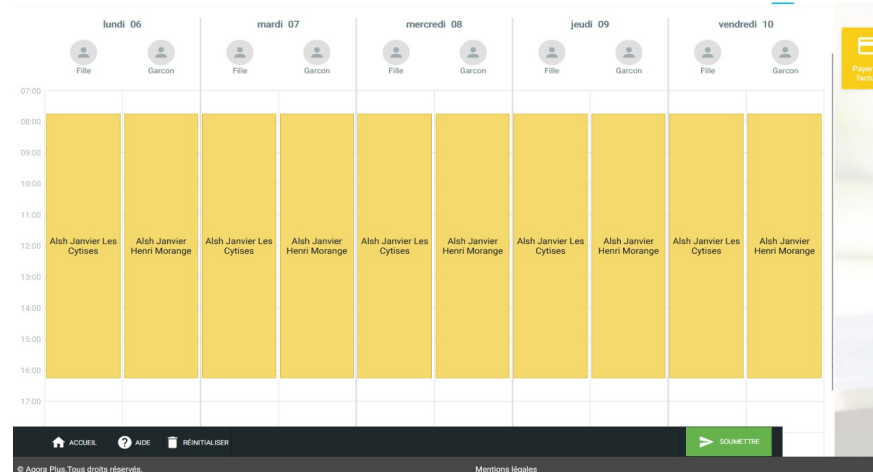 lundi 06
mardi 07
mercredi 08
jeudi 09
vendredi 10
Fille
Garcon
Fille
Garcon
Fille
Garcon
Fille
Garcon
Fille
Garcon
Payer
07:00
08:00
09:00
10:00
11:00
12:00
13:00
14:00
15:00
16:00
17:00
Alsh Janvier Les
Cytises
Alsh Janvier
Henri Morange
Alsh Janvier Les
Cytises
Alsh Janvier
Henri Morange
Alsh Janvier Les
Cytises
Alsh Janvier
Henri Morange
Alsh Janvier Les
Cytises
Alsh Janvier
Henri Morange
Alsh Janvier Les
Cytises
Alsh Janvier
Henri Morange
ACCUEIL
AIDE
RÉINITIALISER
SOUMETTRE
© Agora Plus.Tous droits réservés.
Mentions légales